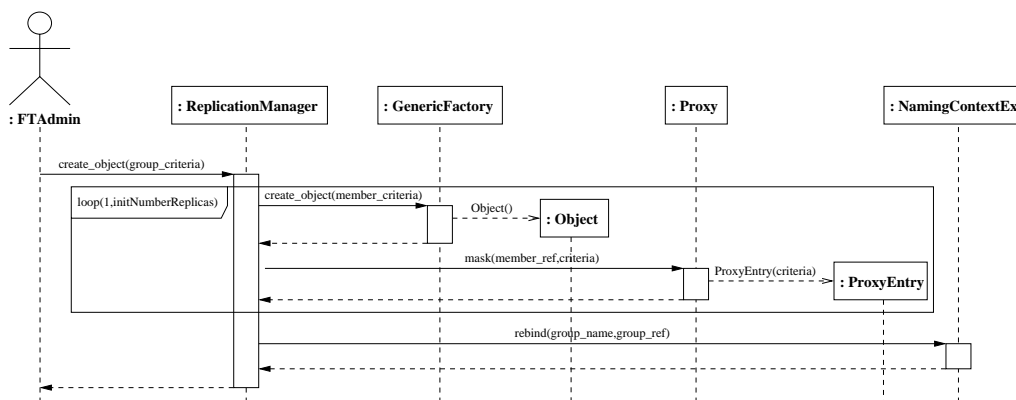 : FTAdmin
: ReplicationManager
: GenericFactory
: Proxy
: NamingContextEx
create_object(group_criteria)
loop(1,initNumberReplicas)
create_object(member_criteria)
Object()
: Object
mask(member_ref,criteria)
ProxyEntry(criteria)
: ProxyEntry
rebind(group_name,group_ref)